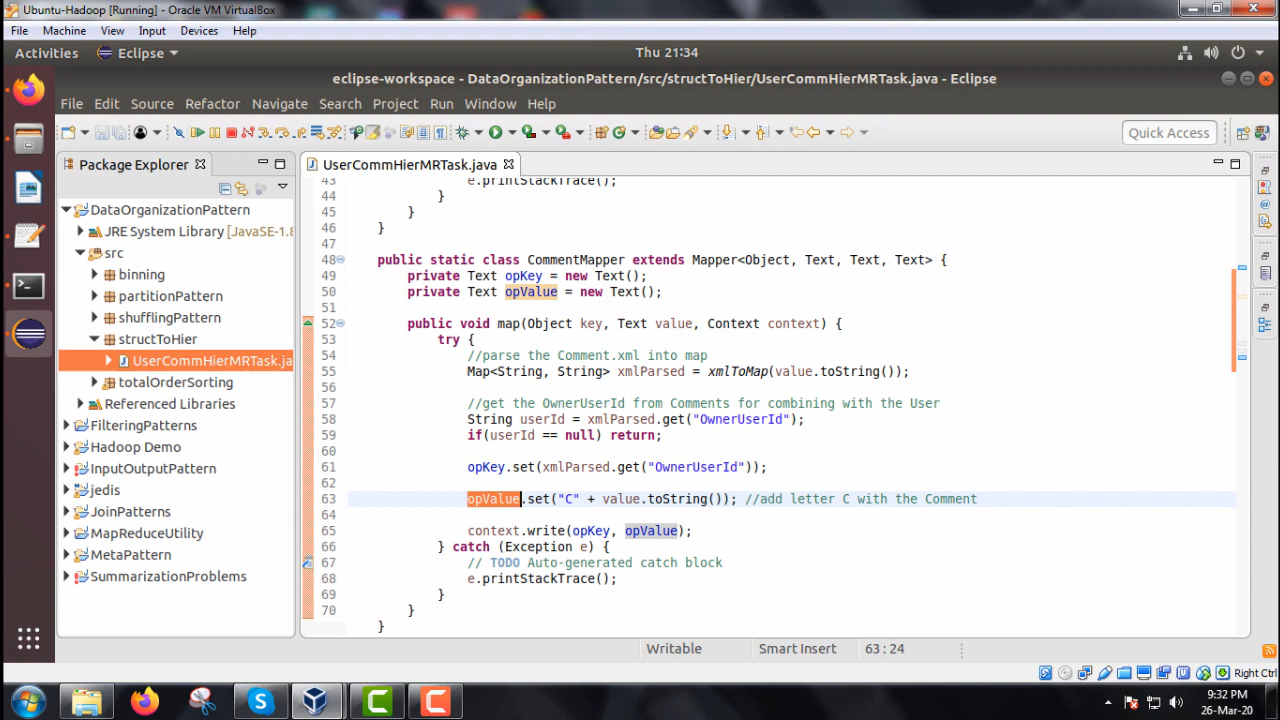 Ubuntu-Hadoop [Running] - Oracle VM VirtualBox
File Machine View Input Devices Help
Activities Eclipse Thu 21:34
eclipse-workspace - DataOrganizationPattern/src/structToHier/UserCommHierMRTask.java - Eclipse
File Edit Source Refactor Navigate Search Project Run Window Help
Quick Access
Package Explorer
UserCommHierMRTask.java
DataOrganizationPattern
JRE System Library [JavaSE-1.8
src
binning
partitionPattern
shufflingPattern
structToHier
UserCommHierMRTask.ja
totalOrderSorting
Referenced Libraries
FilteringPatterns
Hadoop Demo
InputOutputPattern
jedis
JoinPatterns
MapReduceUtility
MetaPattern
SummarizationProblems
43 e.printStackTrace();
44 }
45 }
46 }
47
48 public static class CommentMapper extends Mapper<Object, Text, Text, Text> {
49 private Text opKey = new Text();
50 private Text opValue = new Text();
51
52 public void map(Object key, Text value, Context context) {
53 try {
54 //parse the Comment.xml into map
55 Map<String, String> xmlParsed = xmlToMap(value.toString());
56
57 //get the OwnerUserId from Comments for combining with the User
58 String userId = xmlParsed.get("OwnerUserId");
59 if(userId == null) return;
60
61 opKey.set(xmlParsed.get("OwnerUserId"));
62
63 opValue.set("C" + value.toString()); //add letter C with the Comment
64
65 context.write(opKey, opValue);
66 } catch (Exception e) {
67 // TODO Auto-generated catch block
68 e.printStackTrace();
69 }
70 }
}
Writable Smart Insert 63 : 24
Right Ctrl
9:32 PM
26-Mar-20